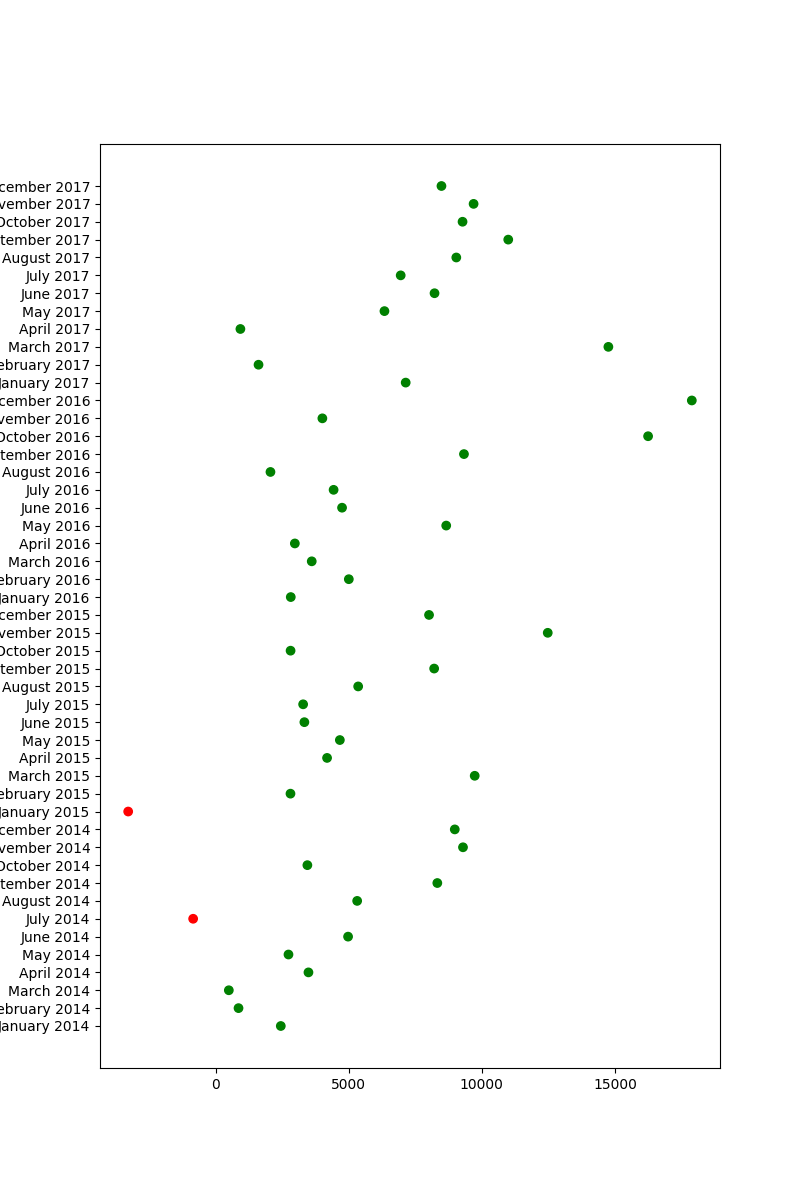 cember 2017
vember 2017
October 2017
tember 2017
August 2017
July 2017
June 2017
May 2017
April 2017
March 2017
ebruary 2017
January 2017
cember 2016
vember 2016
October 2016
tember 2016
August 2016
July 2016
June 2016
May 2016
April 2016
March 2016
ebruary 2016
January 2016
cember 2015
vember 2015
October 2015
tember 2015
August 2015
July 2015
June 2015
May 2015
April 2015
March 2015
ebruary 2015
January 2015
cember 2014
vember 2014
October 2014
tember 2014
August 2014
July 2014
June 2014
May 2014
April 2014
March 2014
ebruary 2014
January 2014
0 5000 10000 15000